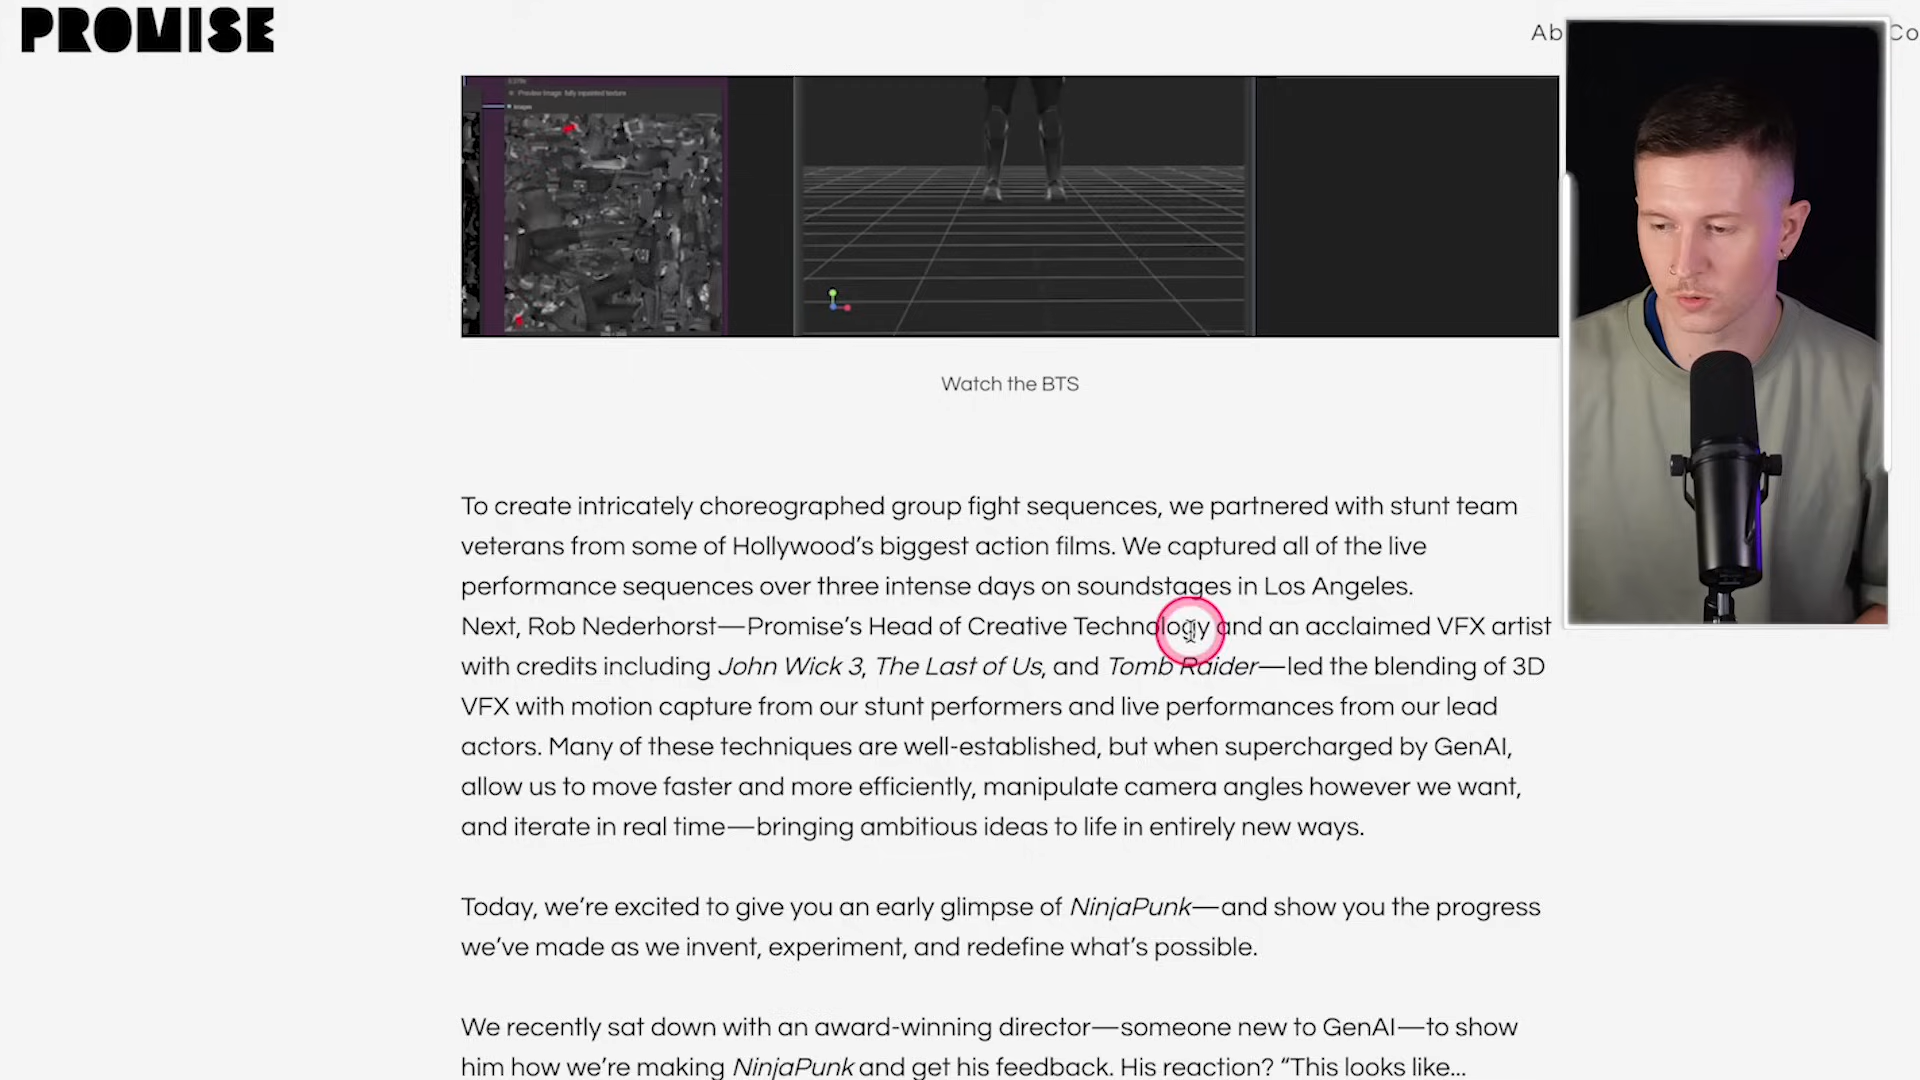 PROMISE
Ab
Co
Preview Image: fully repainted texture
images
Watch the BTS
To create intricately choreographed group fight sequences, we partnered with stunt team
veterans from some of Hollywood’s biggest action films. We captured all of the live
performance sequences over three intense days on soundstages in Los Angeles.
Next, Rob Nederhorst—Promise’s Head of Creative Technology and an acclaimed VFX artist
with credits including John Wick 3, The Last of Us, and Tomb Raider—led the blending of 3D
VFX with motion capture from our stunt performers and live performances from our lead
actors. Many of these techniques are well-established, but when supercharged by GenAI,
allow us to move faster and more efficiently, manipulate camera angles however we want,
and iterate in real time—bringing ambitious ideas to life in entirely new ways.
Today, we’re excited to give you an early glimpse of NinjaPunk—and show you the progress
we’ve made as we invent, experiment, and redefine what’s possible.
We recently sat down with an award-winning director—someone new to GenAI—to show
him how we’re making NinjaPunk and get his feedback. His reaction? “This looks like...